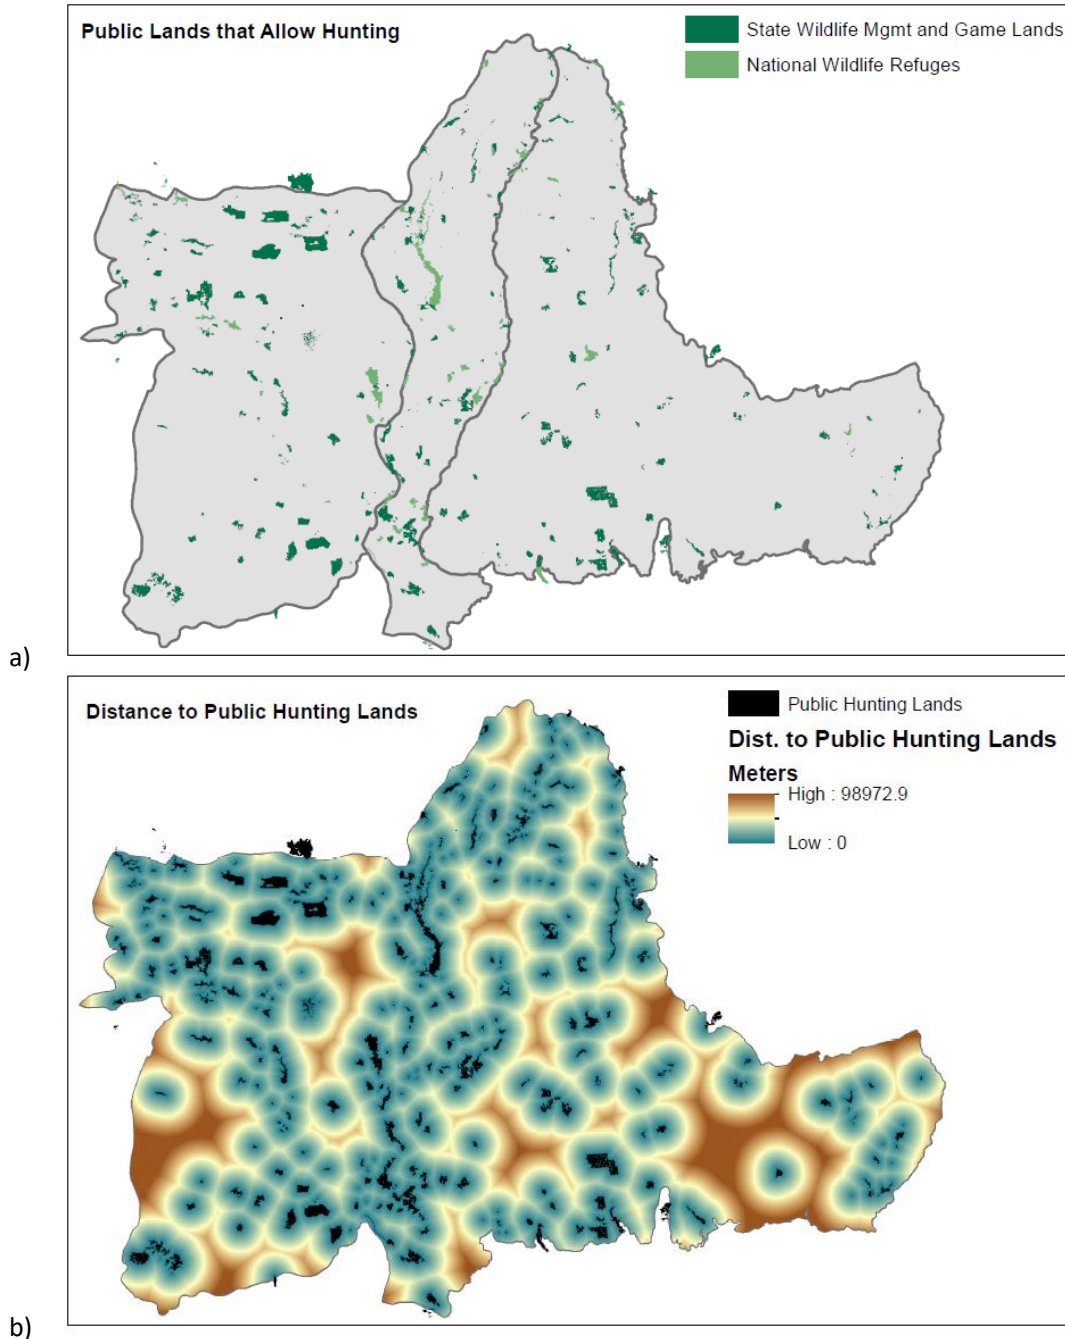 Public Lands that Allow Hunting
State Wildlife Mgmt and Game Lands
National Wildlife Refuges
a)
Distance to Public Hunting Lands
Public Hunting Lands
Dist. to Public Hunting Lands
Meters
High : 98972.9
Low : 0
b)